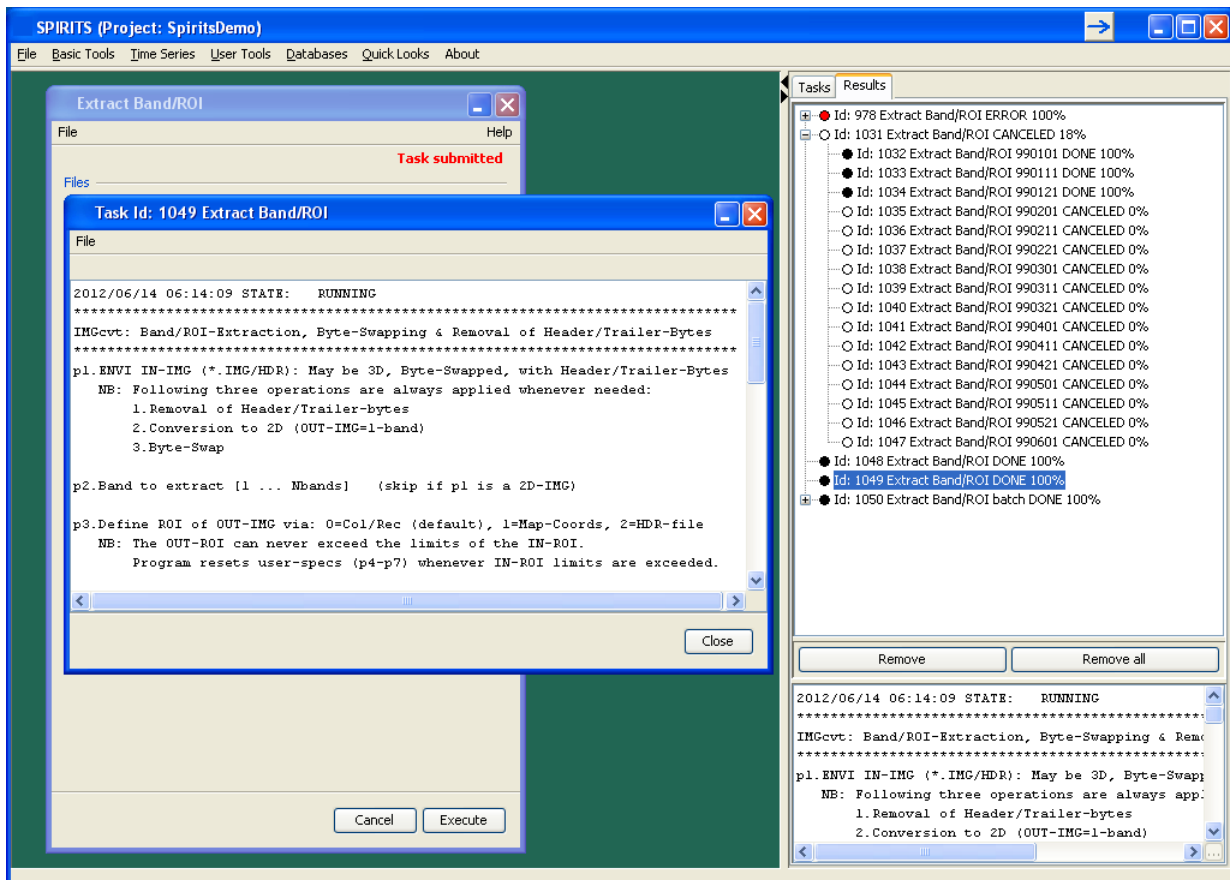 SPIRITS (Project: SpiritsDemo)
File Basic Tools Time Series User Tools Databases Quick Looks About
Extract Band/ROI
File Help
Task submitted
Files
Task Id: 1049 Extract Band/ROI
File
2012/06/14 06:14:09 STATE: RUNNING
*****************************************************************************
IMGcvt: Band/ROI-Extraction, Byte-Swapping & Removal of Header/Trailer-Bytes
*****************************************************************************
p1.ENVI IN-IMG (*.IMG/HDR): May be 3D, Byte-Swapped, with Header/Trailer-Bytes
NB: Following three operations are always applied whenever needed:
1.Removal of Header/Trailer-bytes
2.Conversion to 2D (OUT-IMG=1-band)
3.Byte-Swap
p2.Band to extract [1 ... Nbands] (skip if p1 is a 2D-IMG)
p3.Define ROI of OUT-IMG via: 0=Col/Rec (default), 1=Map-Coords, 2=HDR-file
NB: The OUT-ROI can never exceed the limits of the IN-ROI.
Program resets user-specs (p4-p7) whenever IN-ROI limits are exceeded.
Close
Cancel Execute
Tasks Results
Id: 978 Extract Band/ROI ERROR 100%
Id: 1031 Extract Band/ROI CANCELED 18%
Id: 1032 Extract Band/ROI 990101 DONE 100%
Id: 1033 Extract Band/ROI 990111 DONE 100%
Id: 1034 Extract Band/ROI 990121 DONE 100%
Id: 1035 Extract Band/ROI 990201 CANCELED 0%
Id: 1036 Extract Band/ROI 990211 CANCELED 0%
Id: 1037 Extract Band/ROI 990221 CANCELED 0%
Id: 1038 Extract Band/ROI 990301 CANCELED 0%
Id: 1039 Extract Band/ROI 990311 CANCELED 0%
Id: 1040 Extract Band/ROI 990321 CANCELED 0%
Id: 1041 Extract Band/ROI 990401 CANCELED 0%
Id: 1042 Extract Band/ROI 990411 CANCELED 0%
Id: 1043 Extract Band/ROI 990421 CANCELED 0%
Id: 1044 Extract Band/ROI 990501 CANCELED 0%
Id: 1045 Extract Band/ROI 990511 CANCELED 0%
Id: 1046 Extract Band/ROI 990521 CANCELED 0%
Id: 1047 Extract Band/ROI 990601 CANCELED 0%
Id: 1048 Extract Band/ROI DONE 100%
Id: 1049 Extract Band/ROI DONE 100%
Id: 1050 Extract Band/ROI batch DONE 100%
Remove Remove all
2012/06/14 06:14:09 STATE: RUNNING
***********************************************
IMGcvt: Band/ROI-Extraction, Byte-Swapping & Remo
***********************************************
p1.ENVI IN-IMG (*.IMG/HDR): May be 3D, Byte-Swapp
NB: Following three operations are always appl
1.Removal of Header/Trailer-bytes
2.Conversion to 2D (OUT-IMG=1-band)
...